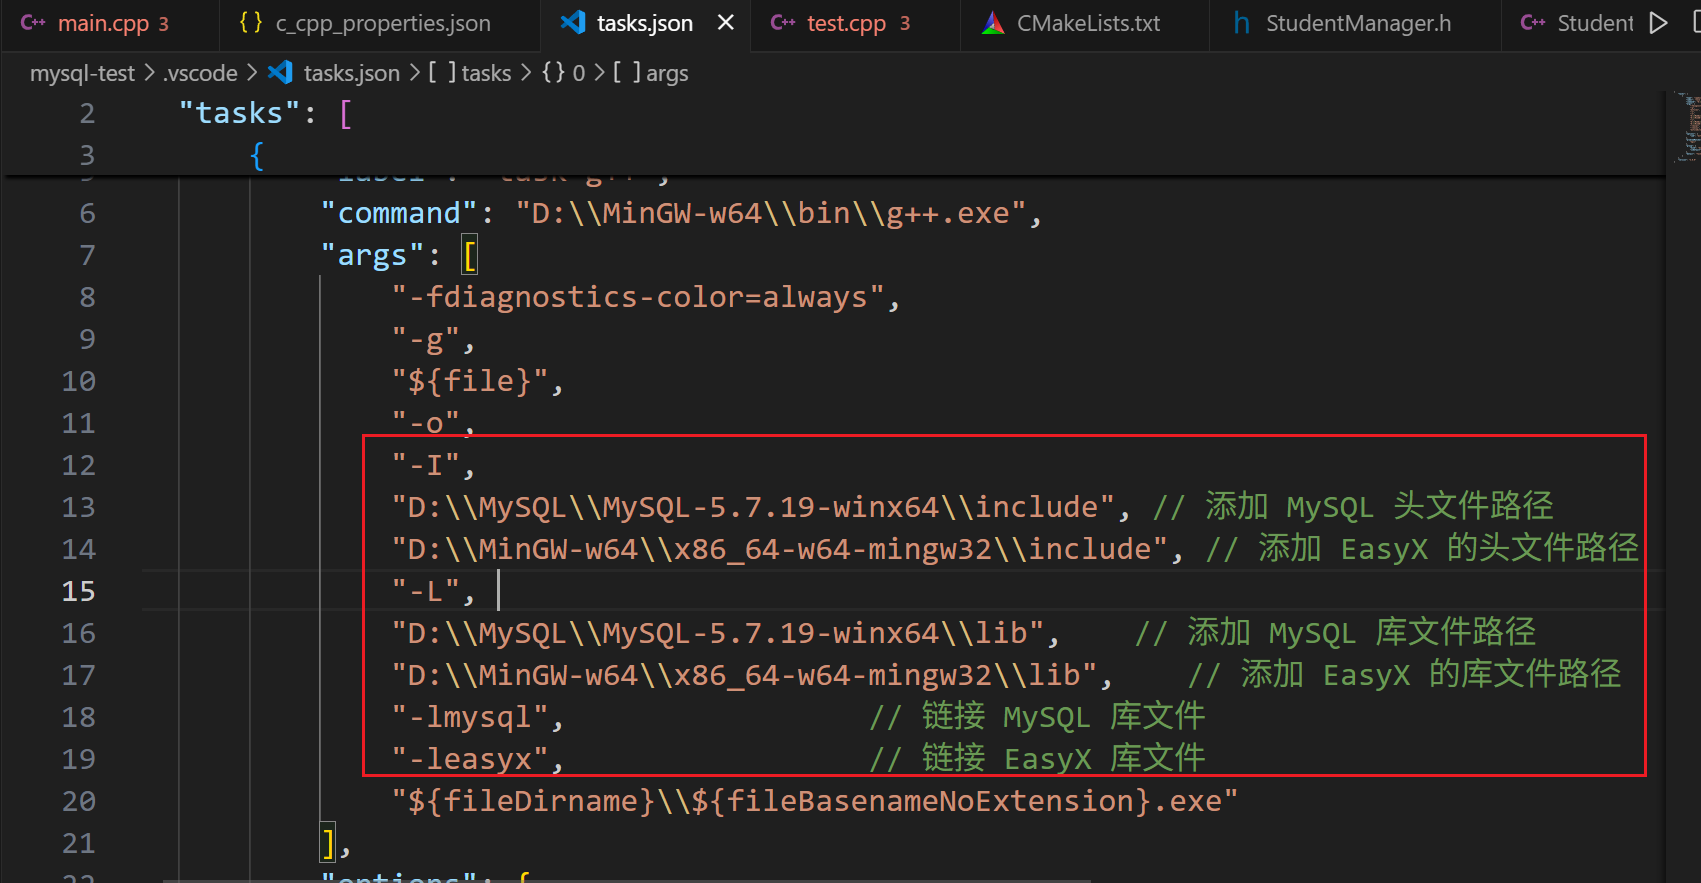 main.cpp 3 c_cpp_properties.json tasks.json test.cpp 3 CMakeLists.txt StudentManager.h Student
mysql-test > .vscode > tasks.json > [ ] tasks > {} 0 > [ ] args
2 "tasks": [
3 {
6 "command": "D:\\MinGW-w64\\bin\\g++.exe",
7 "args": [
8 "-fdiagnostics-color=always",
9 "-g",
10 "${file}",
11 "-o",
12 "-I",
13 "D:\\MySQL\\MySQL-5.7.19-winx64\\include", // 添加 MySQL 头文件路径
14 "D:\\MinGW-w64\\x86_64-w64-mingw32\\include", // 添加 EasyX 的头文件路径
15 "-L",
16 "D:\\MySQL\\MySQL-5.7.19-winx64\\lib", // 添加 MySQL 库文件路径
17 "D:\\MinGW-w64\\x86_64-w64-mingw32\\lib", // 添加 EasyX 的库文件路径
18 "-lmysql", // 链接 MySQL 库文件
19 "-leasyx", // 链接 EasyX 库文件
20 "${fileDirname}\\${fileBasenameNoExtension}.exe"
21 ],
22 "options": {